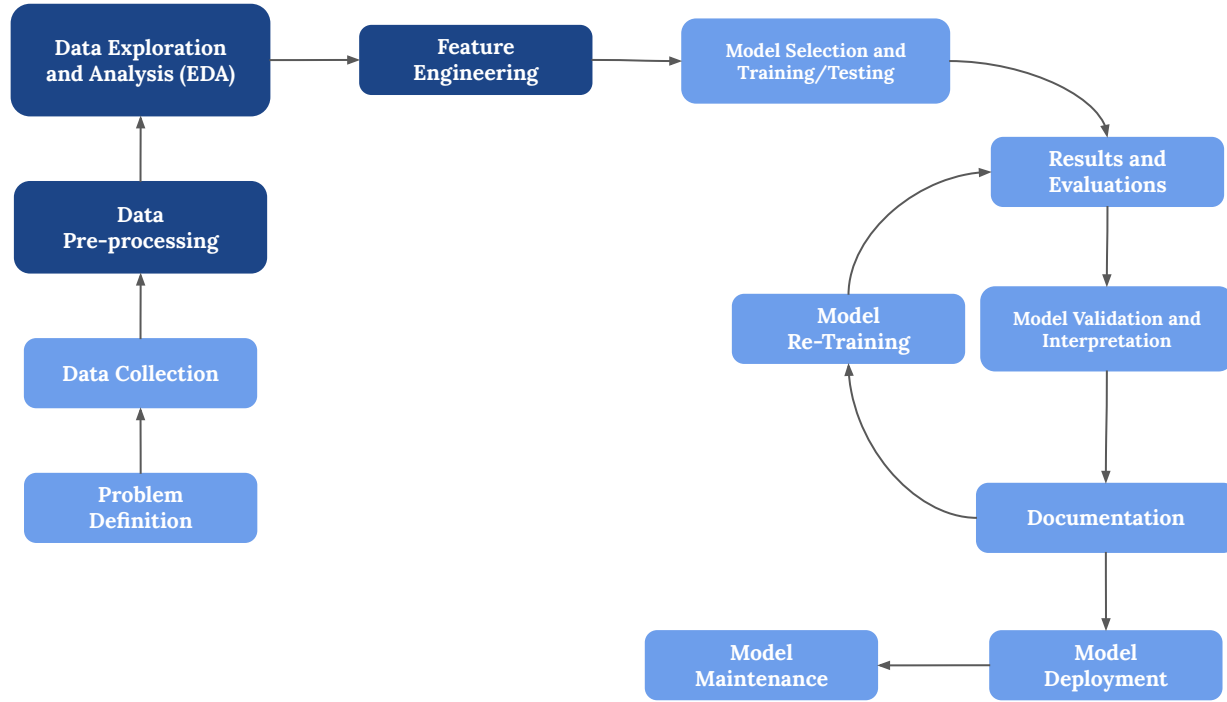 Data Exploration
and Analysis (EDA)
Feature
Engineering
Model Selection and
Training/Testing
Results and
Evaluations
Data
Pre-processing
Model
Re-Training
Model Validation and
Interpretation
Data Collection
Problem
Definition
Documentation
Model
Maintenance
Model
Deployment